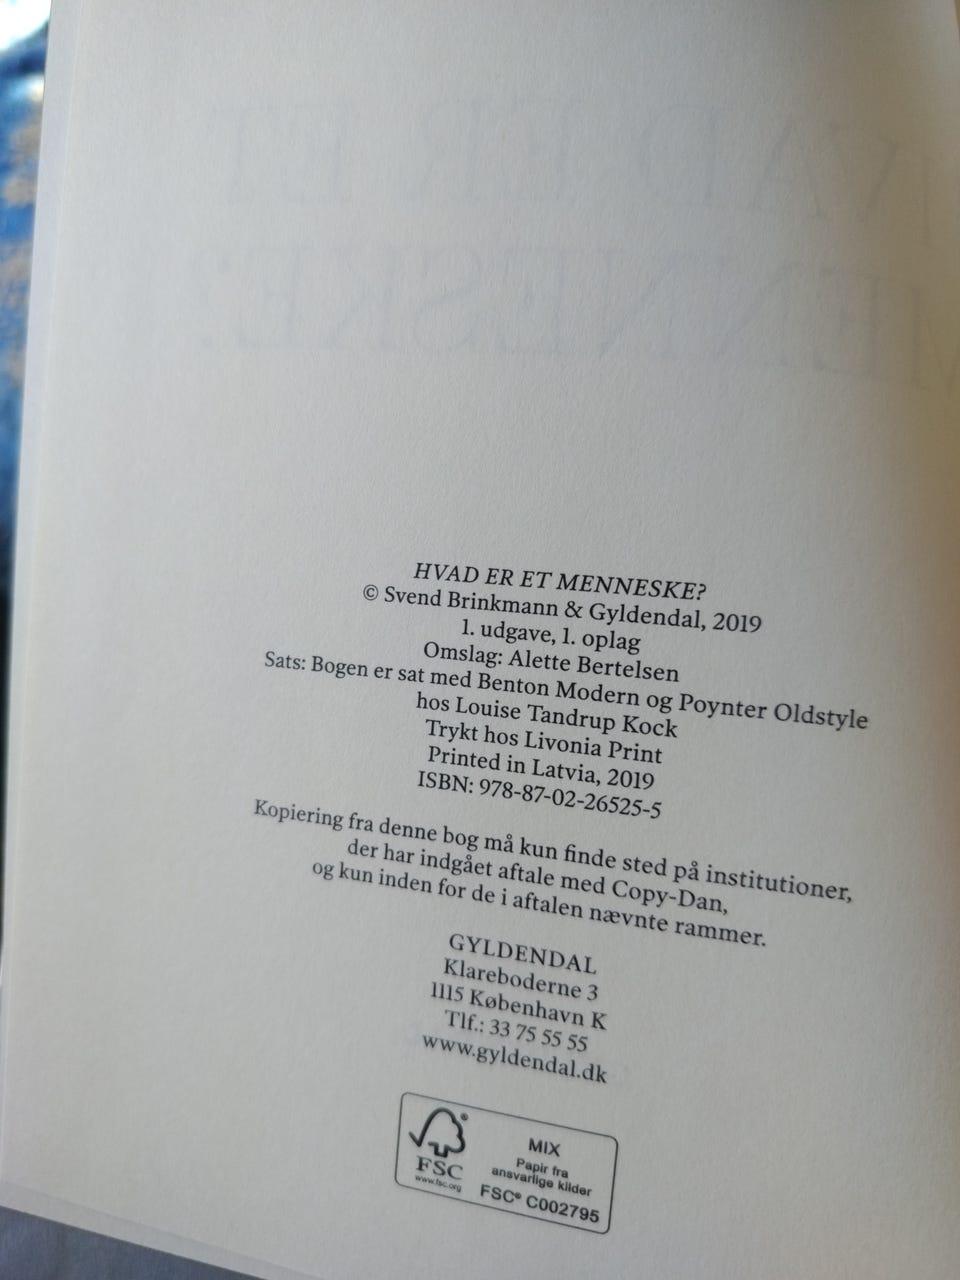 HVAD ER ET
MENNESKE?
HVAD ER ET MENNESKE?
© Svend Brinkmann & Gyldendal, 2019
1. udgave, 1. oplag
Omslag: Alette Bertelsen
Sats: Bogen er sat med Benton Modern og Poynter Oldstyle
hos Louise Tandrup Kock
Trykt hos Livonia Print
Printed in Latvia, 2019
ISBN: 978-87-02-26525-5
Kopiering fra denne bog må kun finde sted på institutioner,
der har indgået aftale med Copy-Dan,
og kun inden for de i aftalen nævnte rammer.
GYLDENDAL
Klareboderne 3
1115 København K
Tlf.: 33 75 55 55
www.gyldendal.dk
FSC
www.fsc.org
MIX
Papir fra
ansvarlige kilder
FSC® C002795